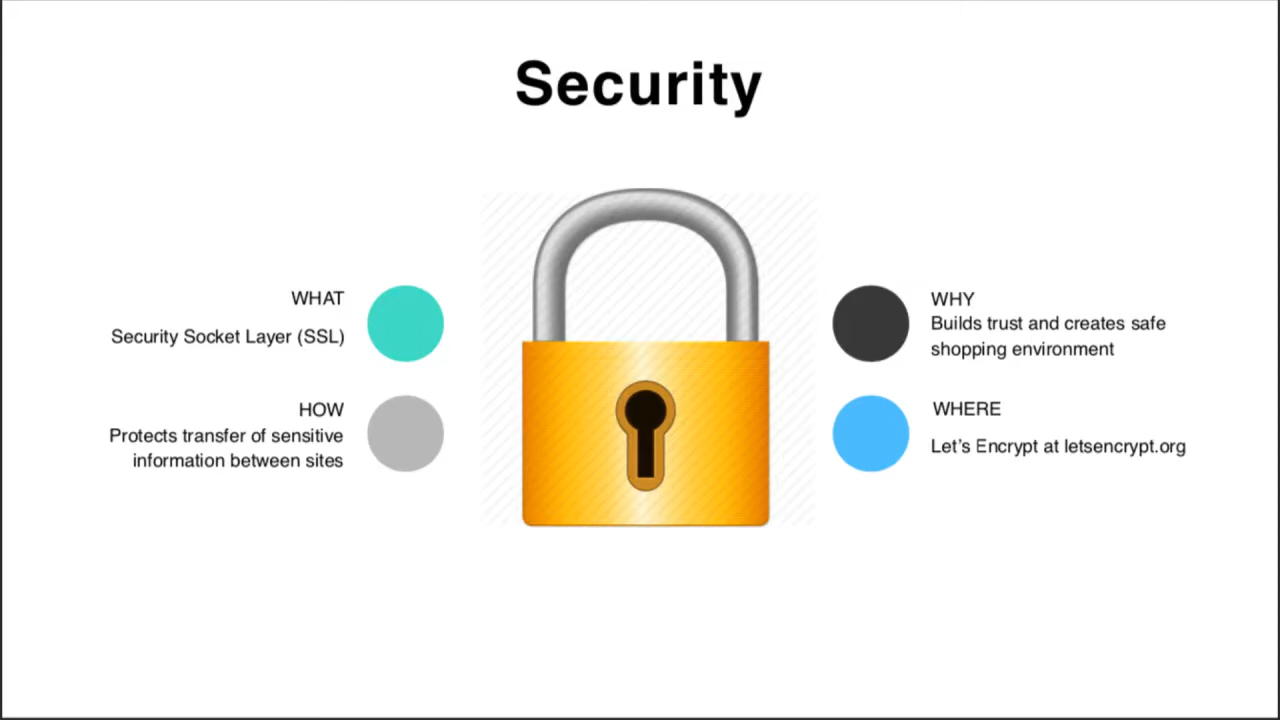 Security
WHAT
Security Socket Layer (SSL)
HOW
Protects transfer of sensitive
information between sites
WHY
Builds trust and creates safe
shopping environment
WHERE
Let’s Encrypt at letsencrypt.org